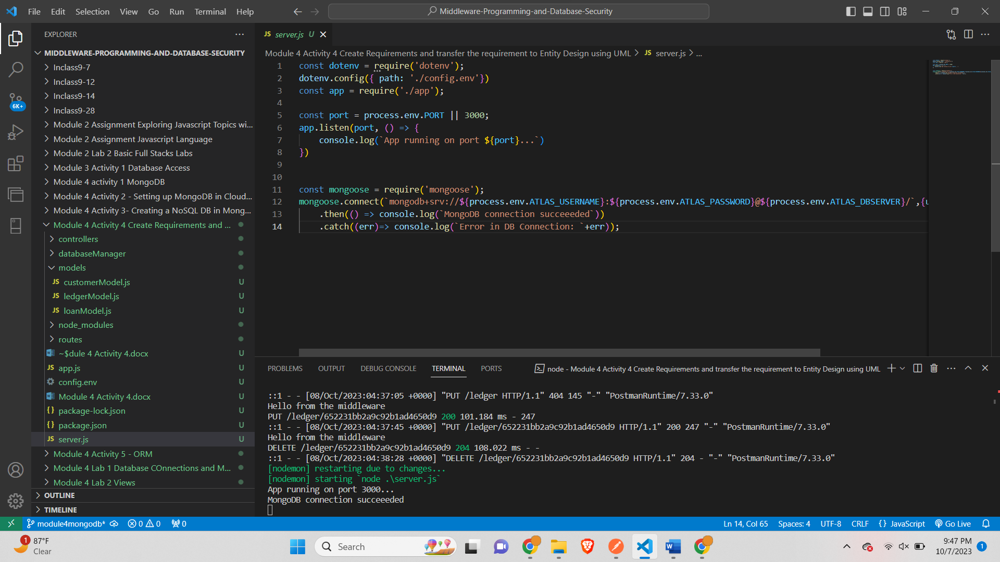 File Edit Selection View Go Run Terminal Help
Middleware-Programming-and-Database-Security
EXPLORER
MIDDLEWARE-PROGRAMMING-AND-DATABASE-SECURITY
Inclass9-7
Inclass9-12
Inclass9-14
Inclass9-28
Module 2 Assignment Exploring Javascript Topics wi...
Module 2 Assignment Javascript Language
Module 2 Lab 2 Basic Full Stacks Labs
Module 3 Activity 1 Database Access
Module 4 activity 1 MongoDB
Module 4 Activity 2 - Setting up MongoDB in Cloud...
Module 4 Activity 3- Creating a NoSQL DB in Mong...
Module 4 Activity 4 Create Requirements and ...
controllers
databaseManager
models
JS customerModel.js U
JS ledgerModel.js U
JS loanModel.js U
node_modules
routes
~$dule 4 Activity 4.docx U
JS app.js U
config.env U
Module 4 Activity 4.docx U
{} package-lock.json U
{} package.json U
JS server.js U
Module 4 Activity 5 - ORM
Module 4 Lab 1 Database COnnections and M...
Module 4 Lab 2 Views
OUTLINE
TIMELINE
6K+
JS server.js U
Module 4 Activity 4 Create Requirements and transfer the requirement to Entity Design using UML > JS server.js > ...
1 const dotenv = require('dotenv');
2 dotenv.config({ path: './config.env'})
3 const app = require('./app');
4
5 const port = process.env.PORT || 3000;
6 app.listen(port, () => {
7 console.log(`App running on port ${port}...`)
8 })
9
10
11 const mongoose = require('mongoose');
12 mongoose.connect(`mongodb+srv://${process.env.ATLAS_USERNAME}:${process.env.ATLAS_PASSWORD}@${process.env.ATLAS_DBSERVER}/`,{u
13 .then(() => console.log(`MongoDB connection succeeeded`))
14 .catch((err)=> console.log(`Error in DB Connection: `+err));
PROBLEMS OUTPUT DEBUG CONSOLE TERMINAL PORTS
node - Module 4 Activity 4 Create Requirements and transfer the requirement to Entity Design using UML
::1 - - [08/Oct/2023:04:37:05 +0000] "PUT /ledger HTTP/1.1" 404 145 "-" "PostmanRuntime/7.33.0"
Hello from the middleware
PUT /ledger/652231bb2a9c92b1ad4650d9 200 101.184 ms - 247
::1 - - [08/Oct/2023:04:37:45 +0000] "PUT /ledger/652231bb2a9c92b1ad4650d9 HTTP/1.1" 200 247 "-" "PostmanRuntime/7.33.0"
Hello from the middleware
DELETE /ledger/652231bb2a9c92b1ad4650d9 204 108.022 ms - -
::1 - - [08/Oct/2023:04:38:28 +0000] "DELETE /ledger/652231bb2a9c92b1ad4650d9 HTTP/1.1" 204 - "-" "PostmanRuntime/7.33.0"
[nodemon] restarting due to changes...
[nodemon] starting `node .\server.js`
App running on port 3000...
MongoDB connection succeeeded
module4mongodb* 0 0 0
Ln 14, Col 65 Spaces: 4 UTF-8 CRLF {} JavaScript Go Live
1
87°F
Clear
Search
9:47 PM
10/7/2023
1